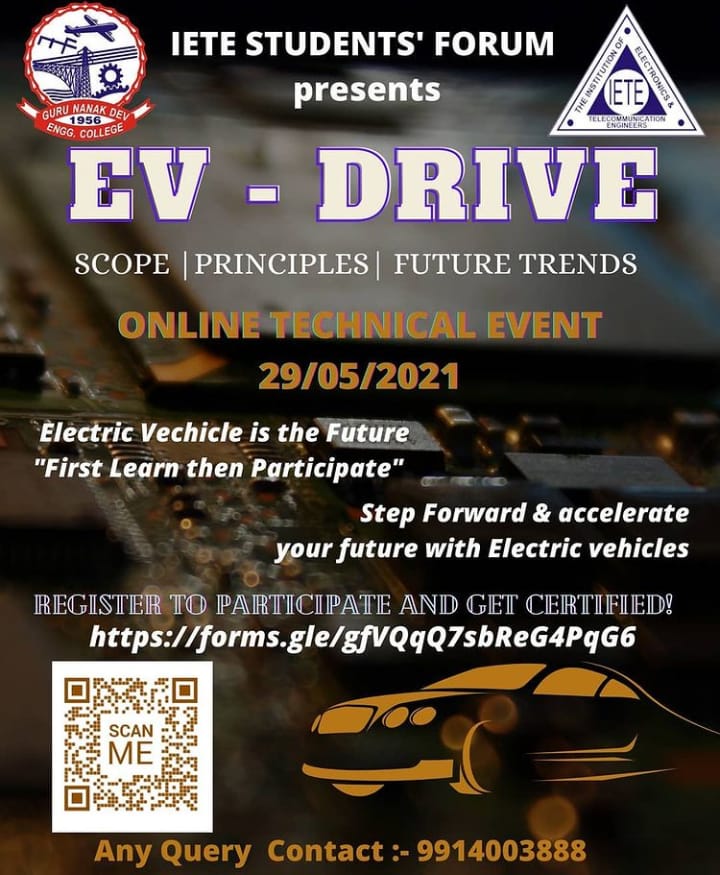 IETE STUDENTS' FORUM
presents
GURU NANAK DEV
1956
ENGG. COLLEGE
THE INSTITUTION OF
ELECTRONICS &
IETE
TELECOMMUNICATION
ENGINEERS
EV - DRIVE
SCOPE | PRINCIPLES | FUTURE TRENDS
ONLINE TECHNICAL EVENT
29/05/2021
Electric Vechicle is the Future
"First Learn then Participate"
Step Forward & accelerate
your future with Electric vehicles
REGISTER TO PARTICIPATE AND GET CERTIFIED!
https://forms.gle/gfVQqQ7sbReG4PqG6
SCAN
ME
Any Query Contact :- 9914003888